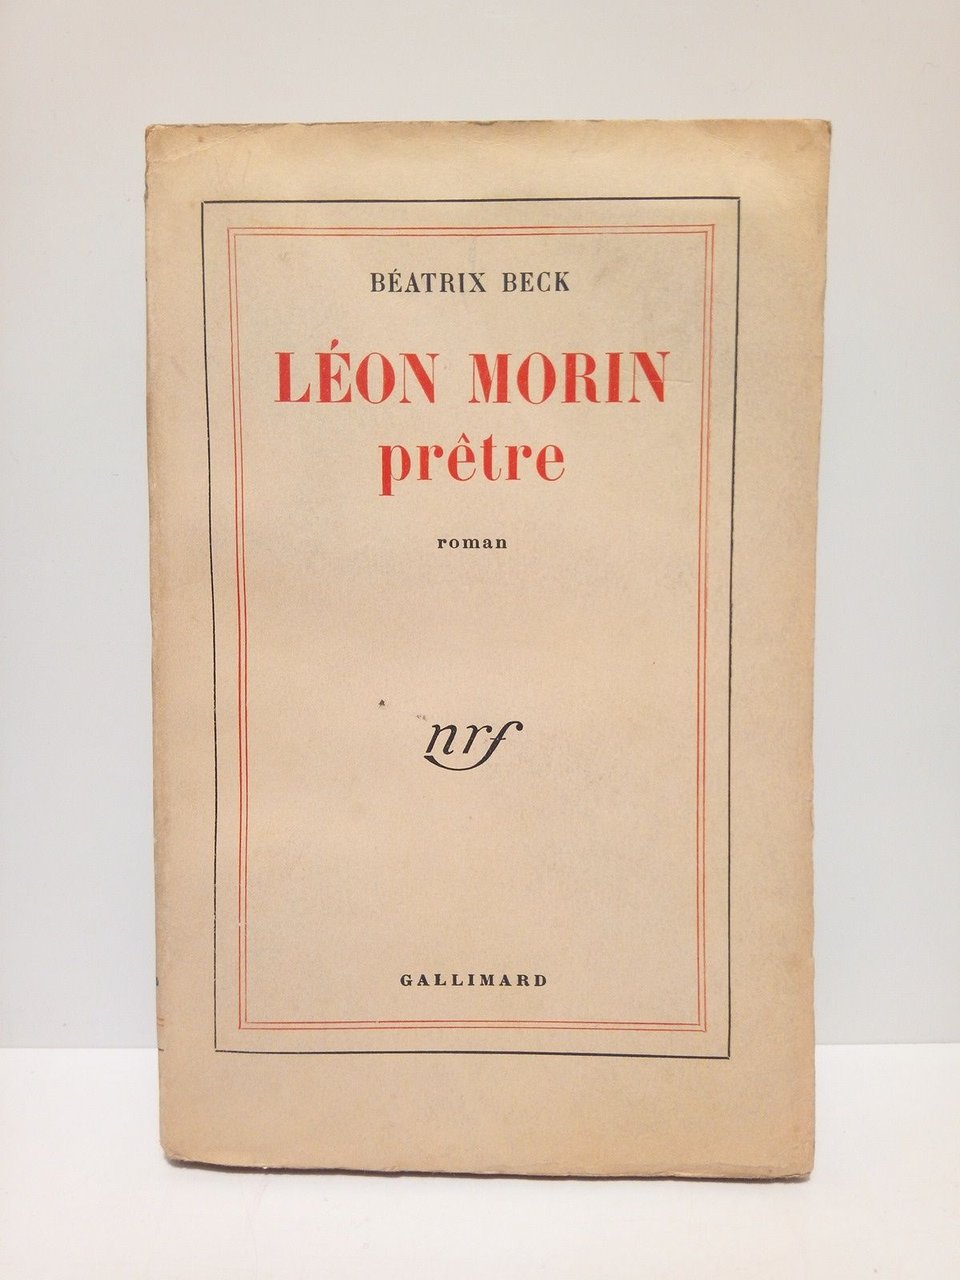 BÉATRIX BECK
LÉON MORIN
prêtre
roman
nrf
GALLIMARD